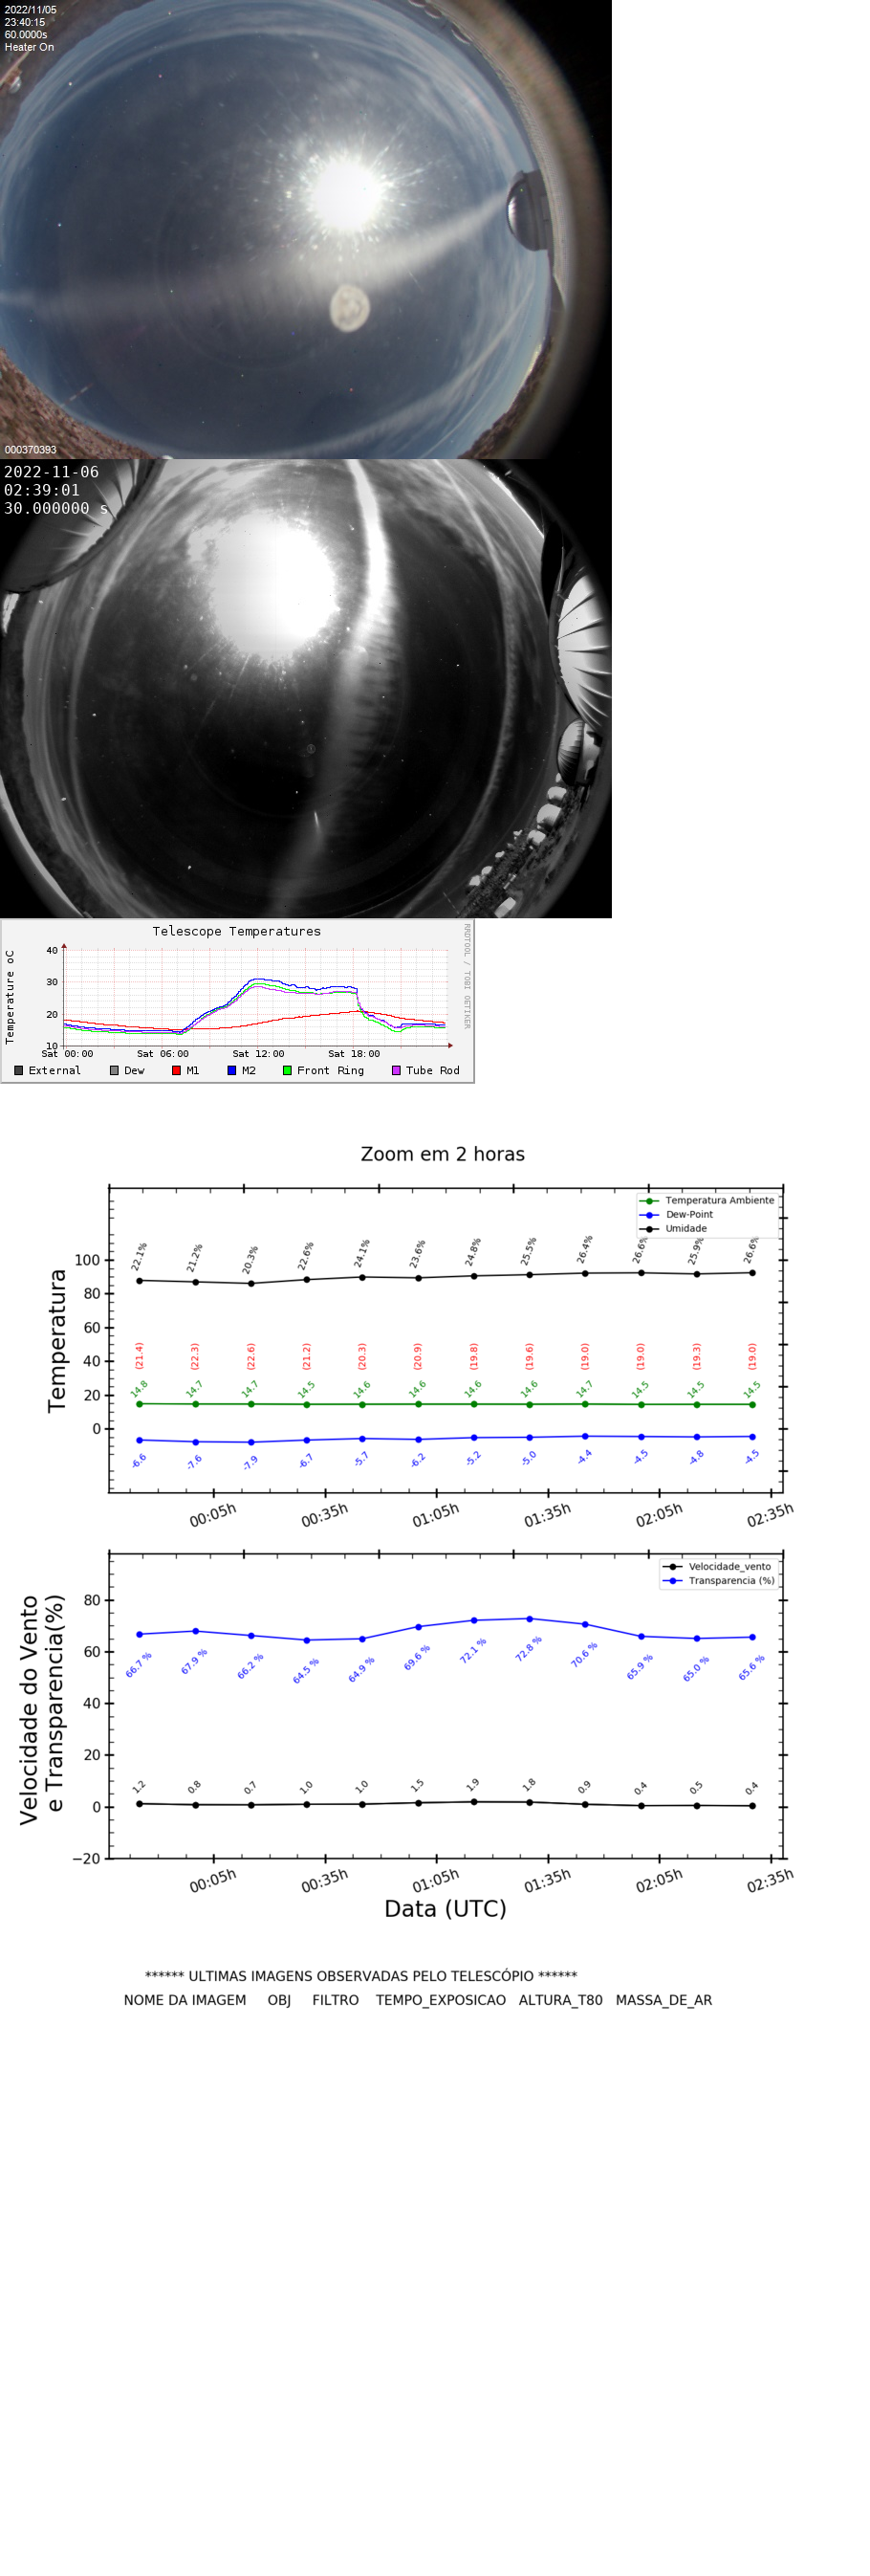 2022/11/05
23:40:15
60.0000s
Heater On
000370393
2022-11-06
02:39:01
30.000000 s
Telescope Temperatures
RRDTOOL / TOBI OETIKER
Temperature oC
40
30
20
10
Sat 00:00 Sat 06:00 Sat 12:00 Sat 18:00
External Dew M1 M2 Front Ring Tube Rod
Zoom em 2 horas
Temperatura Ambiente
Dew-Point
Umidade
Temperatura
100
80
60
40
20
0
22.1% 21.2% 20.3% 22.6% 24.1% 23.6% 24.8% 25.5% 26.4% 26.6% 25.9% 26.6%
(21.4) (22.3) (22.6) (21.2) (20.3) (20.9) (19.8) (19.6) (19.0) (19.0) (19.3) (19.0)
14.8 14.7 14.7 14.5 14.6 14.6 14.6 14.6 14.7 14.5 14.5 14.5
-6.6 -7.6 -7.9 -6.7 -5.7 -6.2 -5.2 -5.0 -4.4 -4.5 -4.8 -4.5
00:05h 00:35h 01:05h 01:35h 02:05h 02:35h
Velocidade_vento
Transparencia (%)
Velocidade do Vento
e Transparencia(%)
80
60
40
20
0
−20
66.7 % 67.9 % 66.2 % 64.5 % 64.9 % 69.6 % 72.1 % 72.8 % 70.6 % 65.9 % 65.0 % 65.6 %
1.2 0.8 0.7 1.0 1.0 1.5 1.9 1.8 0.9 0.4 0.5 0.4
00:05h 00:35h 01:05h 01:35h 02:05h 02:35h
Data (UTC)
****** ULTIMAS IMAGENS OBSERVADAS PELO TELESCÓPIO ******
NOME DA IMAGEM OBJ FILTRO TEMPO_EXPOSICAO ALTURA_T80 MASSA_DE_AR